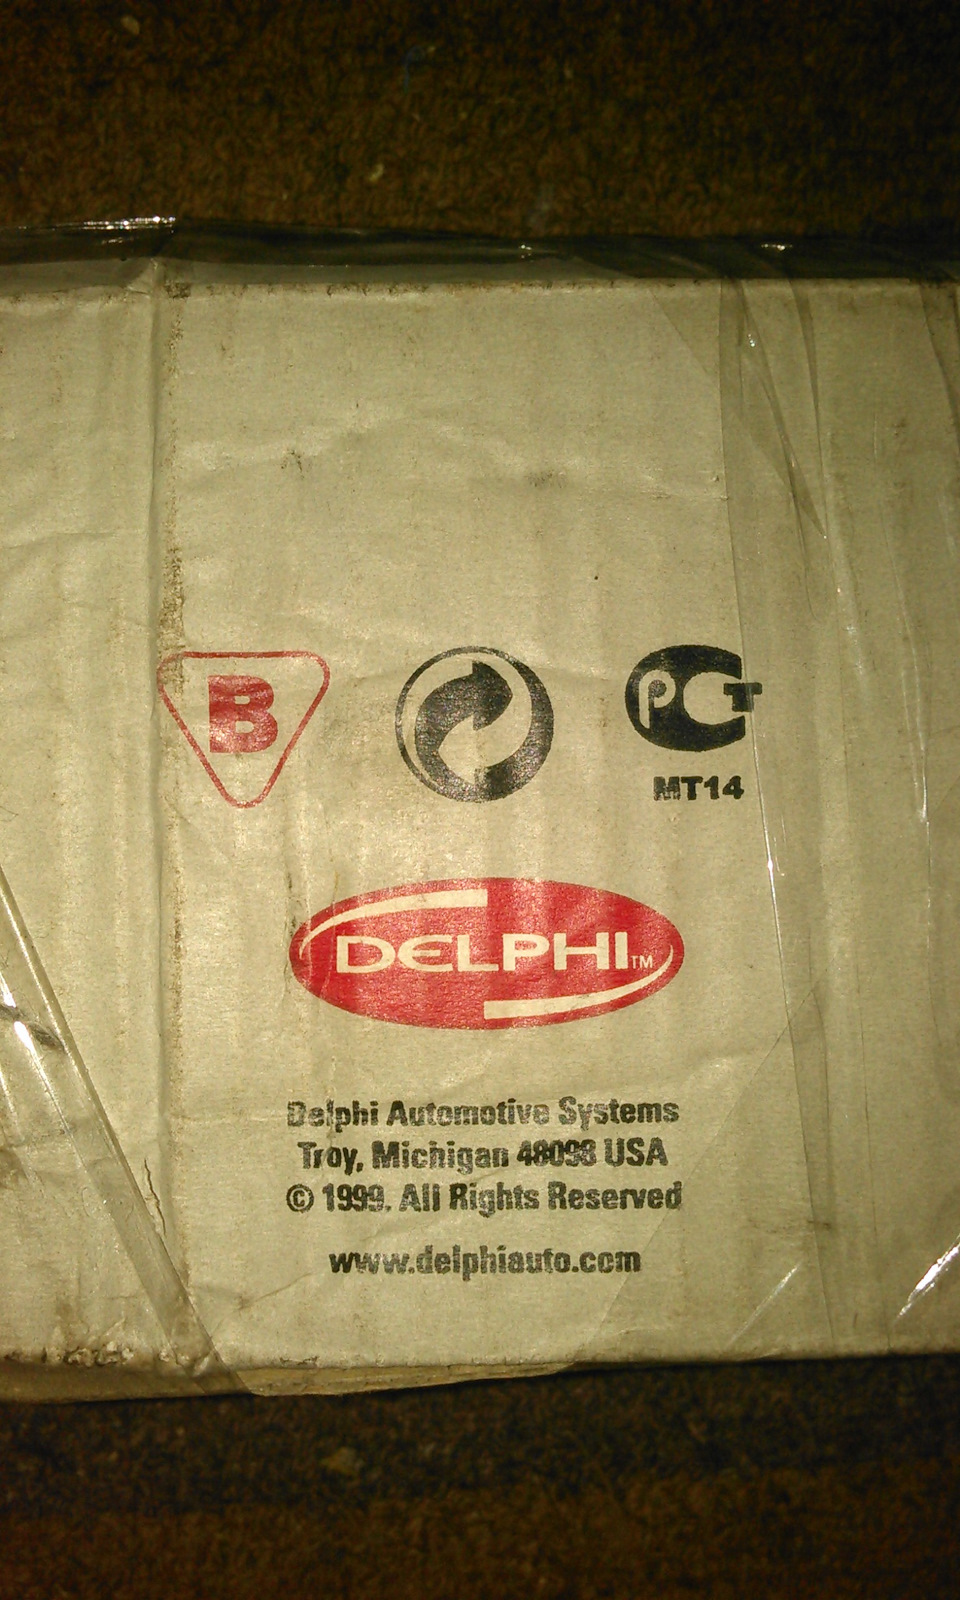 B
PCT
MT14
DELPHI™
Delphi Automotive Systems
Troy, Michigan 48098 USA
© 1999. All Rights Reserved
www.delphiauto.com